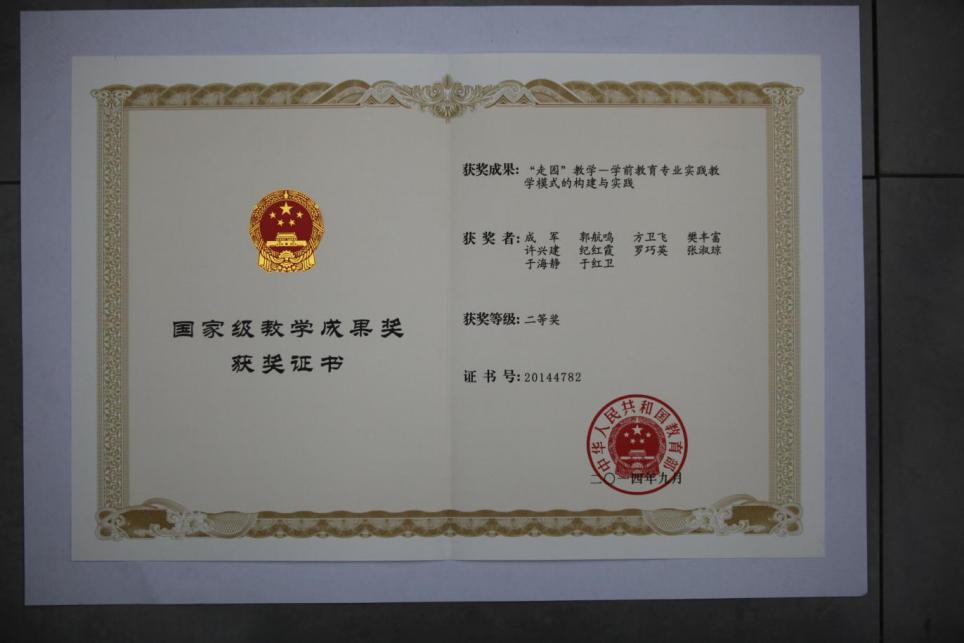 国家级教学成果奖
获奖证书
获奖成果: “走园”教学—学前教育专业实践教
学模式的构建与实践
获 奖 者: 成 军 郭航鸣 方卫飞 樊丰富
许兴建 纪红霞 罗巧英 张淑琼
于海静 于红卫
获奖等级: 二等奖
证 书 号: 20144782
中华人民共和国教育部
二〇一四年九月